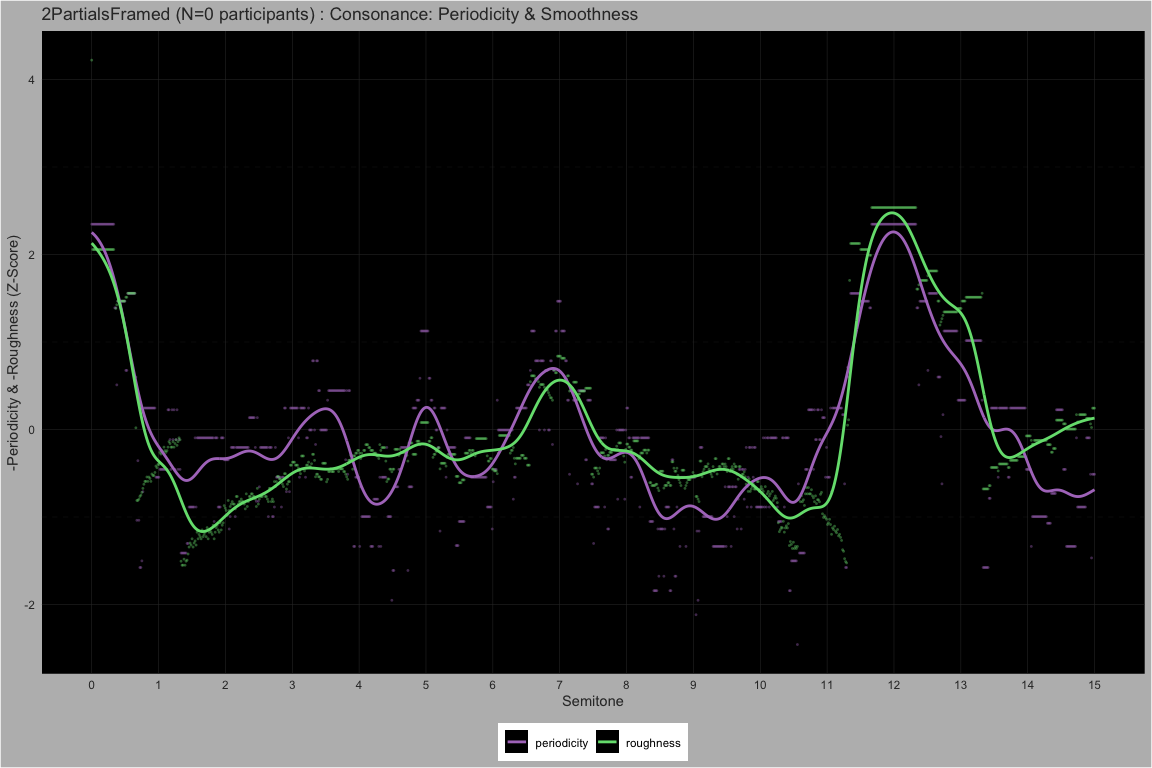 2PartialsFramed (N=0 participants) : Consonance: Periodicity & Smoothness
-Periodicity & -Roughness (Z-Score)
4
2
0
-2
0 1 2 3 4 5 6 7 8 9 10 11 12 13 14 15
Semitone
periodicity roughness